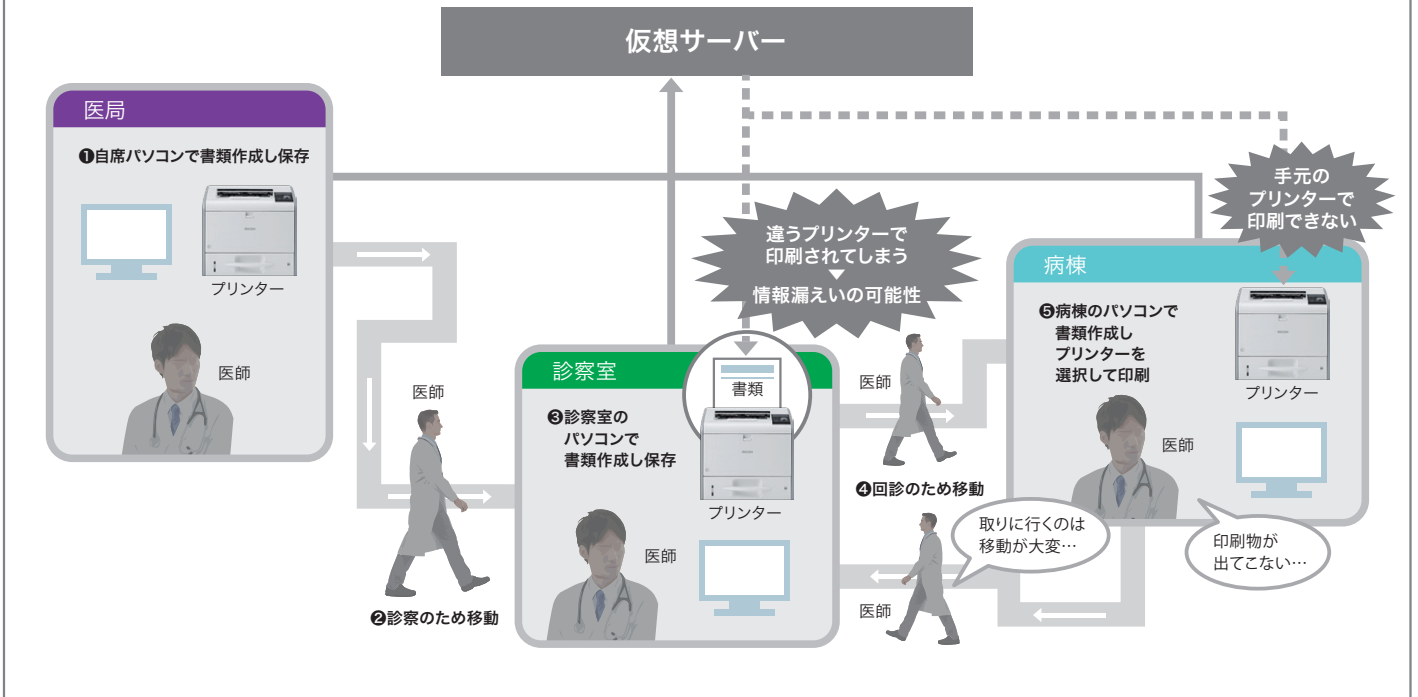 仮想サーバー
医局
❶自席パソコンで書類作成し保存
プリンター
医師
医師
❷診察のため移動
違うプリンターで
印刷されてしまう
▼
情報漏えいの可能性
診察室
書類
❸診察室の
パソコンで
書類作成し保存
プリンター
医師
医師
❹回診のため移動
手元の
プリンターで
印刷できない
病棟
❺病棟のパソコンで
書類作成し
プリンターを
選択して印刷
プリンター
医師
印刷物が
出てこない…
取りに行くのは
移動が大変…
医師